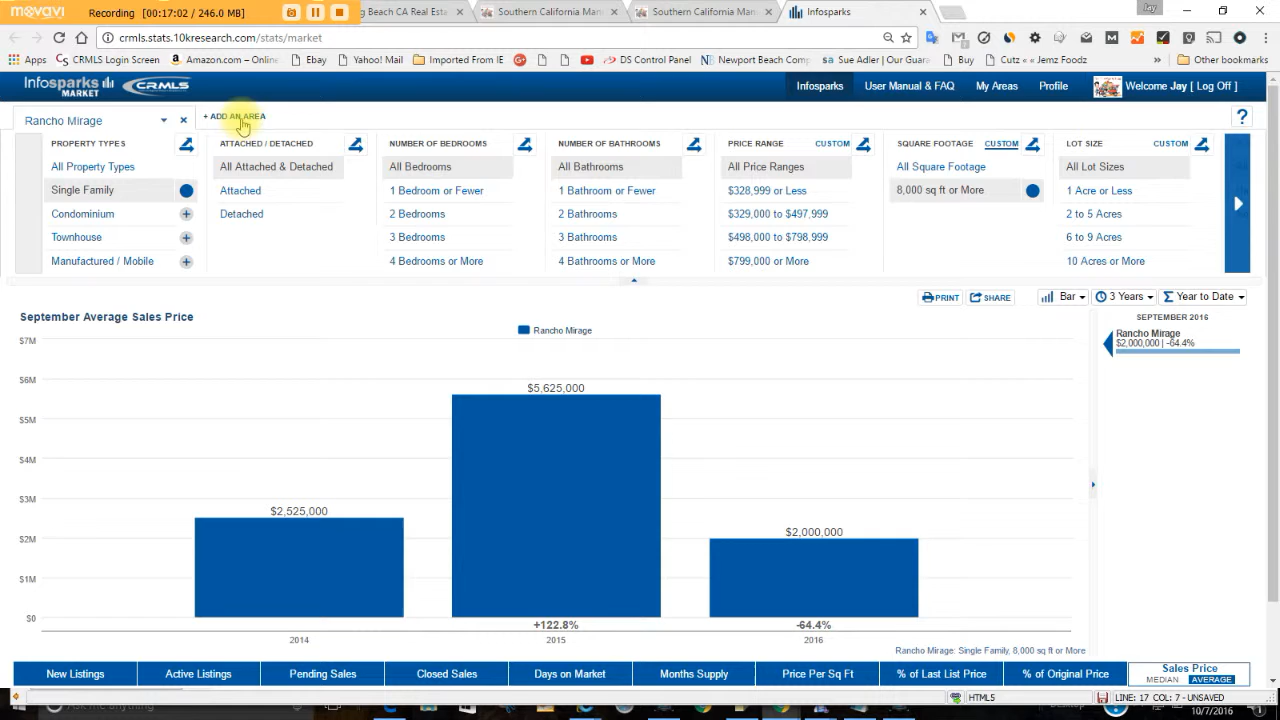 movavi
Recording ( 00:17:02 / 246.0 MB )
g Beach CA Real Esta
Southern California Man
Southern California Man
Infosparks
Jay
crmls.stats.10kresearch.com/stats/market
Apps
CRMLS Login Screen
Amazon.com – Online
Ebay
Yahoo! Mail
Imported From IE
DS Control Panel
Newport Beach Comp
Sue Adler | Our Guara
Buy
Cutz « « Jemz Foodz
Other bookmarks
Infosparks
MARKET
CRMLS
Infosparks
User Manual & FAQ
My Areas
Profile
Welcome Jay [ Log Off ]
Rancho Mirage
+ ADD AN AREA
?
PROPERTY TYPES
ATTACHED / DETACHED
NUMBER OF BEDROOMS
NUMBER OF BATHROOMS
PRICE RANGE
CUSTOM
SQUARE FOOTAGE
CUSTOM
LOT SIZE
CUSTOM
All Property Types
All Attached & Detached
All Bedrooms
All Bathrooms
All Price Ranges
All Square Footage
All Lot Sizes
Single Family
Attached
1 Bedroom or Fewer
1 Bathroom or Fewer
$328,999 or Less
8,000 sq ft or More
1 Acre or Less
Condominium
Detached
2 Bedrooms
2 Bathrooms
$329,000 to $497,999
2 to 5 Acres
Townhouse
3 Bedrooms
3 Bathrooms
$498,000 to $798,999
6 to 9 Acres
Manufactured / Mobile
4 Bedrooms or More
4 Bathrooms or More
$799,000 or More
10 Acres or More
PRINT
SHARE
Bar
3 Years
Σ Year to Date
September Average Sales Price
SEPTEMBER 2016
Rancho Mirage
Rancho Mirage
$2,000,000 | -64.4%
$7M
$6M
$5M
$4M
$3M
$2M
$1M
$0
$2,525,000
$5,625,000
$2,000,000
+122.8%
-64.4%
2014
2015
2016
Rancho Mirage: Single Family, 8,000 sq ft or More
New Listings
Active Listings
Pending Sales
Closed Sales
Days on Market
Months Supply
Price Per Sq Ft
% of Last List Price
% of Original Price
Sales Price
MEDIAN
AVERAGE
HTML5
LINE: 17 COL: 7 - UNSAVED
Ask me anything
10/7/2016